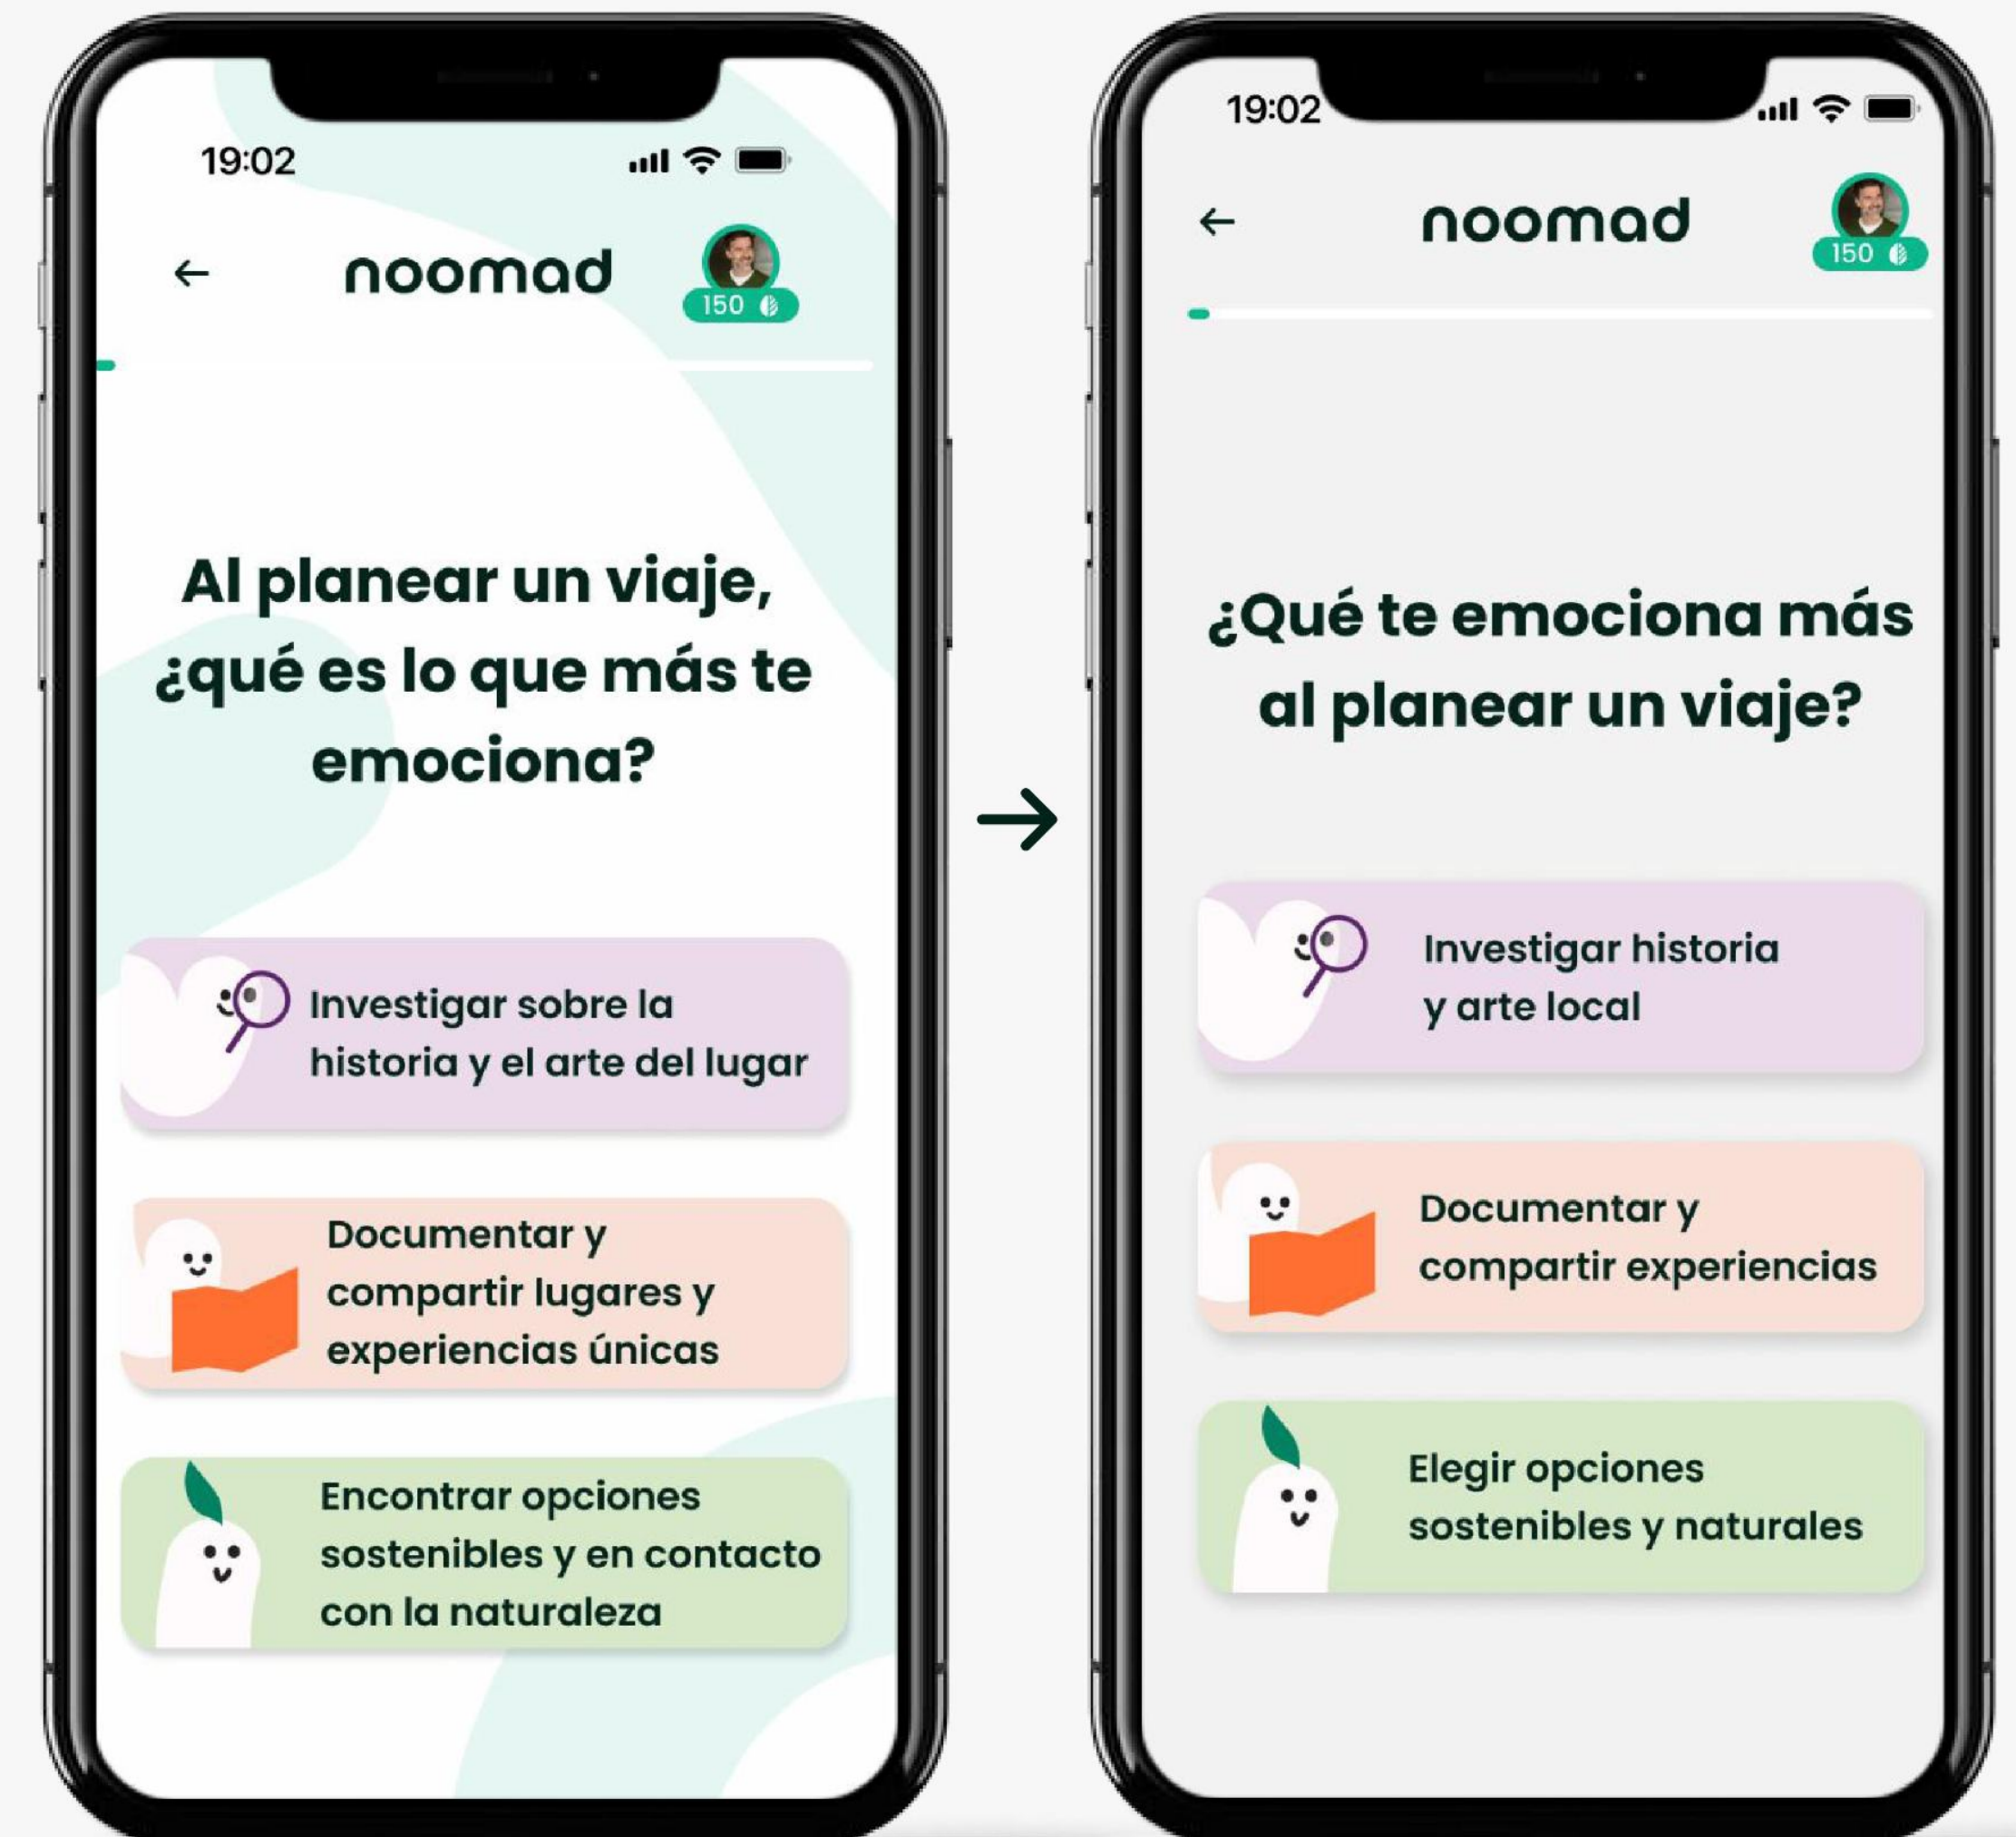 19:02
noomad
150
Al planear un viaje,
¿qué es lo que más te
emociona?
Investigar sobre la
historia y el arte del lugar
Documentar y
compartir lugares y
experiencias únicas
Encontrar opciones
sostenibles y en contacto
con la naturaleza
19:02
noomad
150
¿Qué te emociona más
al planear un viaje?
Investigar historia
y arte local
Documentar y
compartir experiencias
Elegir opciones
sostenibles y naturales